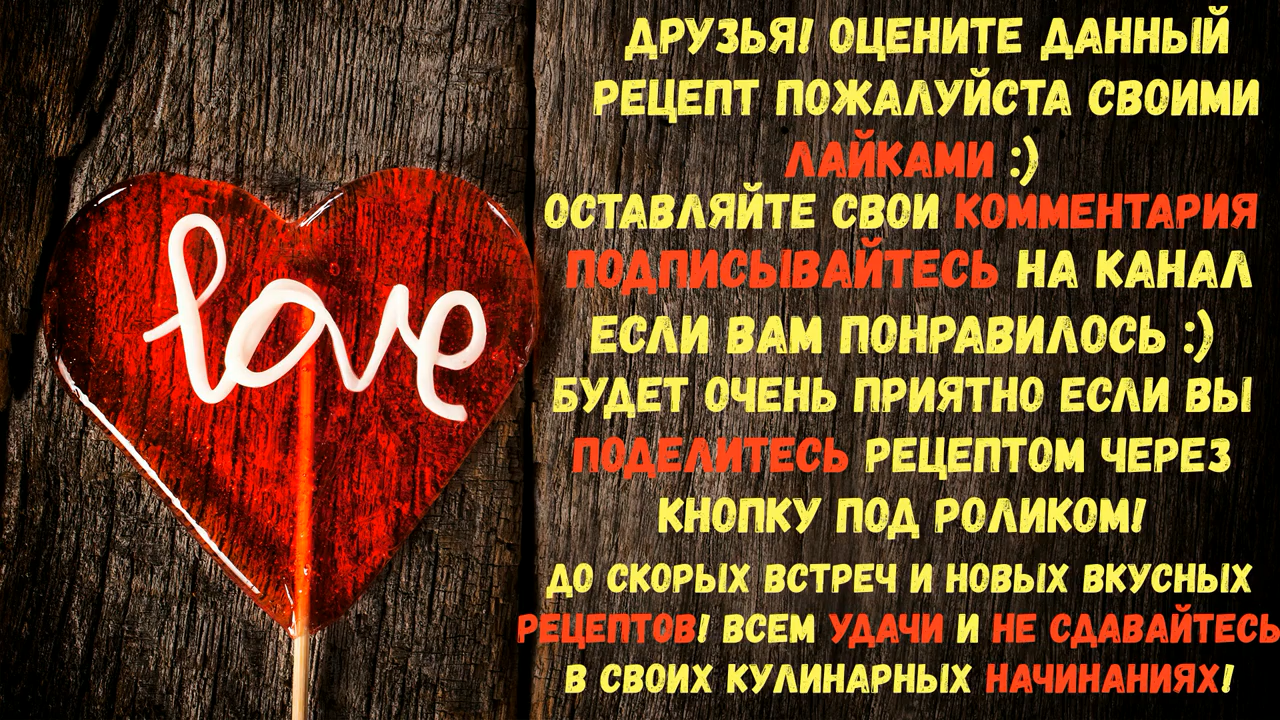 love
ДРУЗЬЯ! ОЦЕНИТЕ ДАННЫЙ
РЕЦЕПТ ПОЖАЛУЙСТА СВОИМИ
ЛАЙКАМИ :)
ОСТАВЛЯЙТЕ СВОИ КОММЕНТАРИЯ
ПОДПИСЫВАЙТЕСЬ НА КАНАЛ
ЕСЛИ ВАМ ПОНРАВИЛОСЬ :)
БУДЕТ ОЧЕНЬ ПРИЯТНО ЕСЛИ ВЫ
ПОДЕЛИТЕСЬ РЕЦЕПТОМ ЧЕРЕЗ
КНОПКУ ПОД РОЛИКОМ!
ДО СКОРЫХ ВСТРЕЧ И НОВЫХ ВКУСНЫХ
РЕЦЕПТОВ! ВСЕМ УДАЧИ И НЕ СДАВАЙТЕСЬ
В СВОИХ КУЛИНАРНЫХ НАЧИНАНИЯХ!